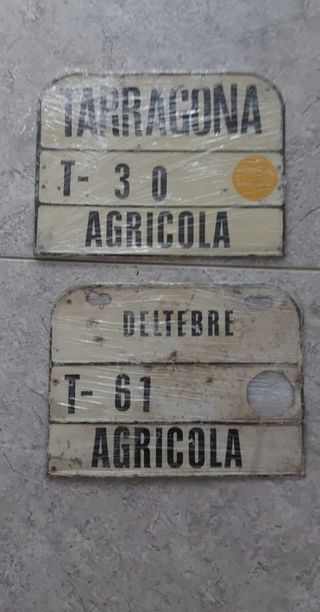 TARRAGONA
T- 3 0
AGRICOLA
DELTEBRE
T- 61
AGRICOLA